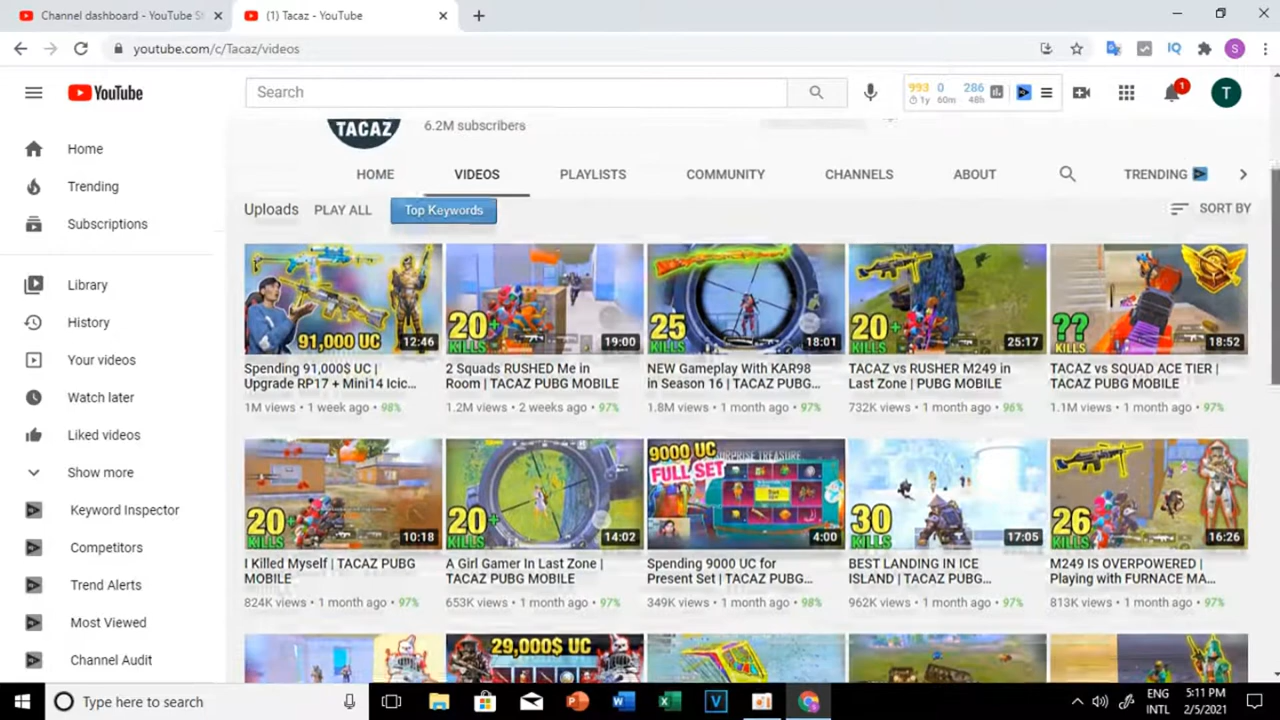 Channel dashboard - YouTube St
(1) Tacaz - YouTube
youtube.com/c/Tacaz/videos
IQ
S
YouTube
Search
993 0 286
1y 60m 48h
1
T
TACAZ
6.2M subscribers
Home
Trending
Subscriptions
Library
History
Your videos
Watch later
Liked videos
Show more
Keyword Inspector
Competitors
Trend Alerts
Most Viewed
Channel Audit
HOME VIDEOS PLAYLISTS COMMUNITY CHANNELS ABOUT TRENDING
Uploads PLAY ALL Top Keywords SORT BY
91,000 UC 12:46
Spending 91,000$ UC |
Upgrade RP17 + Mini14 Icic...
1M views • 1 week ago • 98%
20+ KILLS 19:00
2 Squads RUSHED Me in
Room | TACAZ PUBG MOBILE
1.2M views • 2 weeks ago • 97%
25 KILLS 18:01
NEW Gameplay With KAR98
in Season 16 | TACAZ PUBG...
1.8M views • 1 month ago • 97%
20+ KILLS 25:17
TACAZ vs RUSHER M249 in
Last Zone | PUBG MOBILE
732K views • 1 month ago • 96%
?? KILLS 18:52
TACAZ vs SQUAD ACE TIER |
TACAZ PUBG MOBILE
1.1M views • 1 month ago • 97%
20+ KILLS 10:18
I Killed Myself | TACAZ PUBG
MOBILE
824K views • 1 month ago • 97%
20+ KILLS 14:02
A Girl Gamer In Last Zone |
TACAZ PUBG MOBILE
653K views • 1 month ago • 97%
9000 UC
FULL SET
SURPRISE TREASURE
4:00
Spending 9000 UC for
Present Set | TACAZ PUBG...
349K views • 1 month ago • 98%
30 KILLS 17:05
BEST LANDING IN ICE
ISLAND | TACAZ PUBG...
962K views • 1 month ago • 97%
26 KILLS 16:26
M249 IS OVERPOWERED |
Playing with FURNACE MA...
813K views • 1 month ago • 97%
29,000$ UC
Type here to search
ENG
INTL
5:11 PM
2/5/2021